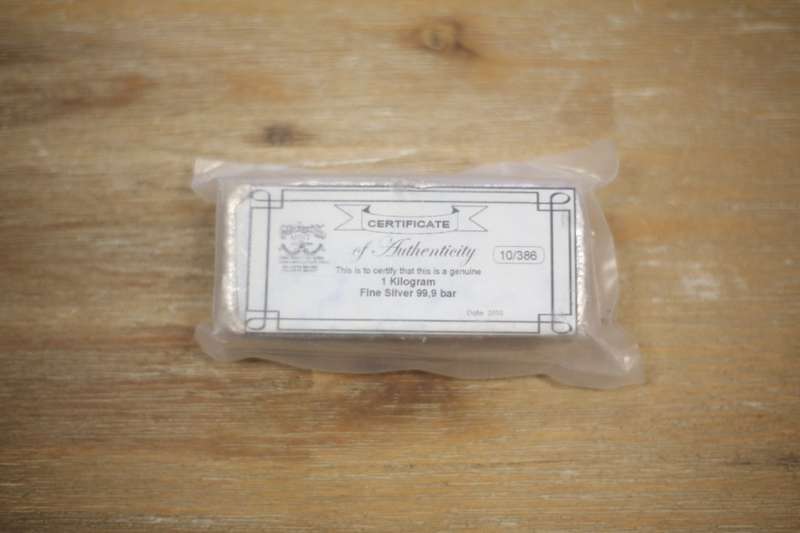 CERTIFICATE
of Authenticity
10/386
This is to certify that this is a genuine
1 Kilogram
Fine Silver 99,9 bar
Date